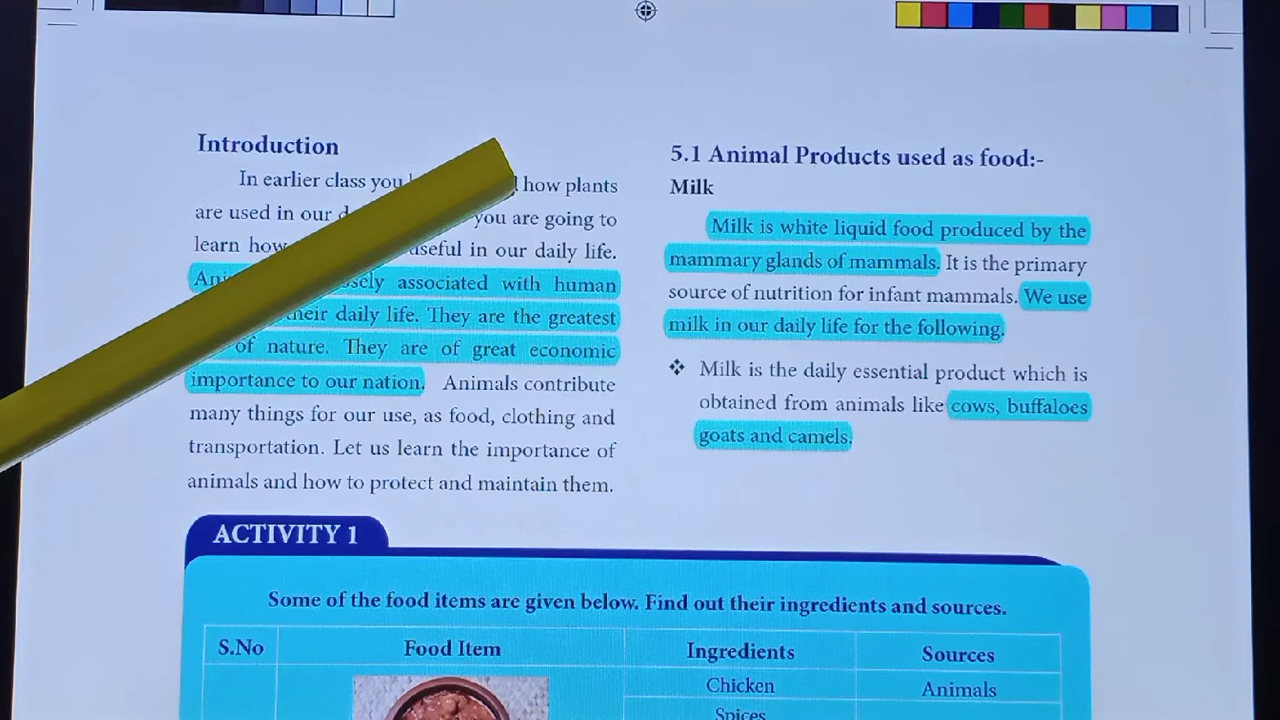 Introduction
In earlier class you how plants
are used in our you are going to
learn how useful in our daily life.
associated with human
their daily life. They are the greatest
of nature. They are of great economic
importance to our nation. Animals contribute
many things for our use, as food, clothing and
transportation. Let us learn the importance of
animals and how to protect and maintain them.
5.1 Animal Products used as food:-
Milk
Milk is white liquid food produced by the
mammary glands of mammals. It is the primary
source of nutrition for infant mammals. We use
milk in our daily life for the following.
❖ Milk is the daily essential product which is
obtained from animals like cows, buffaloes
goats and camels.
ACTIVITY 1
Some of the food items are given below. Find out their ingredients and sources.
S.No Food Item Ingredients Sources
Chicken Animals
Spices